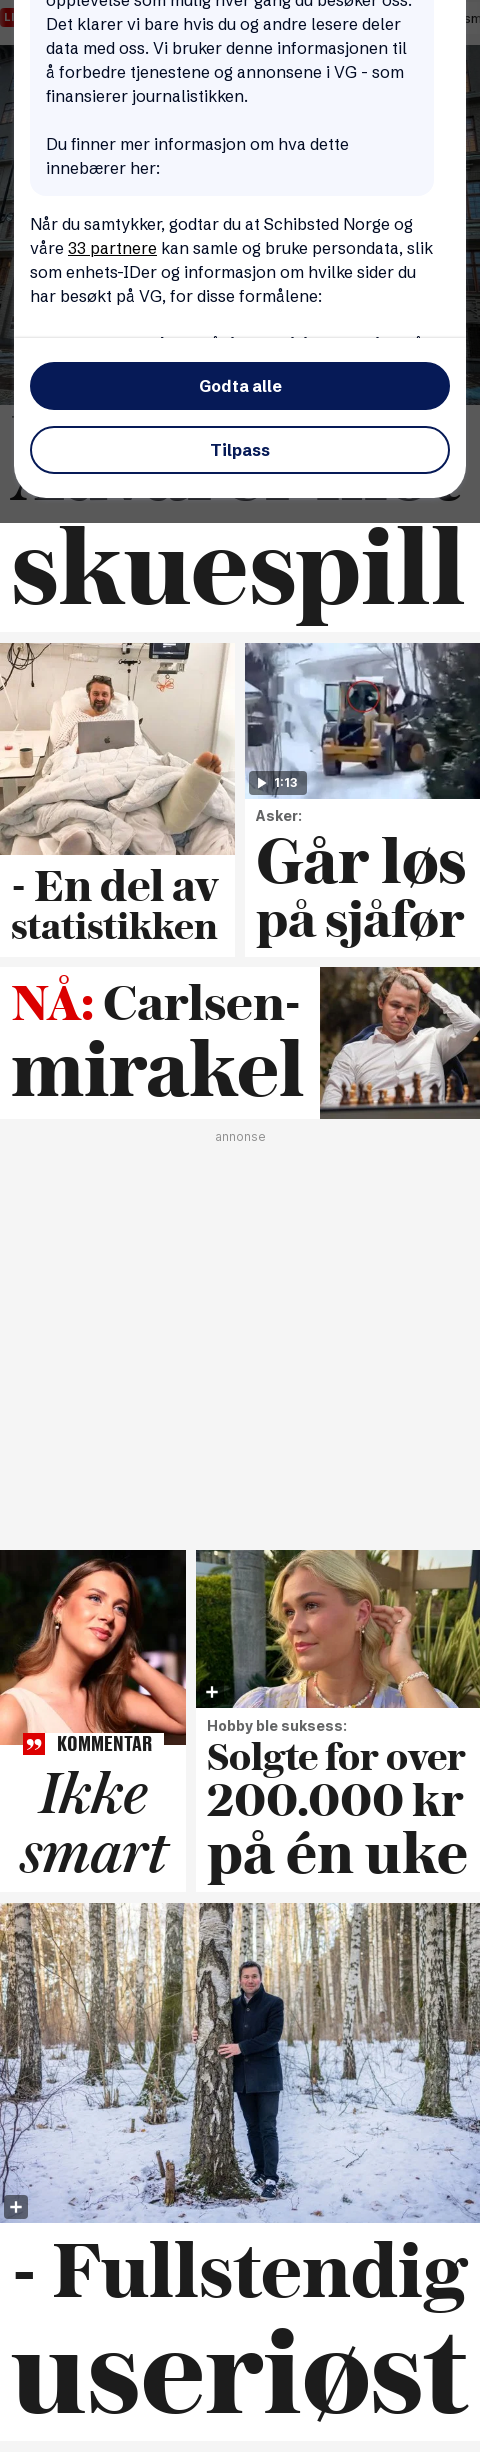 opplevelse som mulig hver gang du besøker oss.
Det klarer vi bare hvis du og andre lesere deler
data med oss. Vi bruker denne informasjonen til
å forbedre tjenestene og annonsene i VG - som
finansierer journalistikken.
Du finner mer informasjon om hva dette
innebærer her:
Når du samtykker, godtar du at Schibsted Norge og
våre 33 partnere kan samle og bruke persondata, slik
som enhets-IDer og informasjon om hvilke sider du
har besøkt på VG, for disse formålene:
Godta alle
Tilpass
skuespill
1:13
Asker:
Går løs
på sjåfør
- En del av
statistikken
NÅ: Carlsen-
mirakel
annonse
KOMMENTAR
Ikke
smart
Hobby ble suksess:
Solgte for over
200.000 kr
på én uke
- Fullstendig
useriøst